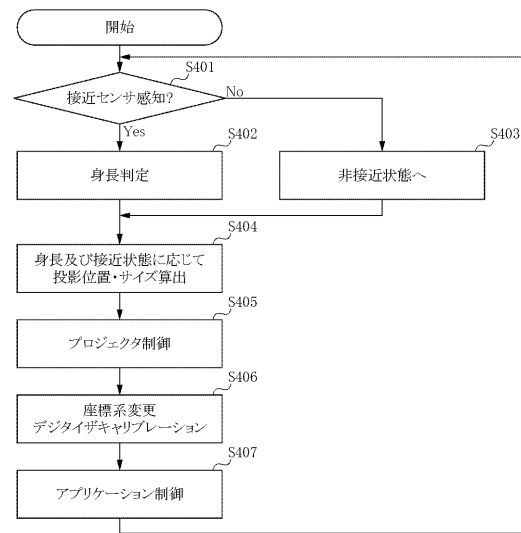 開始
S401
接近センサ感知?
No
Yes
S402
身長判定
S403
非接近状態へ
S404
身長及び接近状態に応じて
投影位置・サイズ算出
S405
プロジェクタ制御
S406
座標系変更
デジタイザキャリブレーション
S407
アプリケーション制御